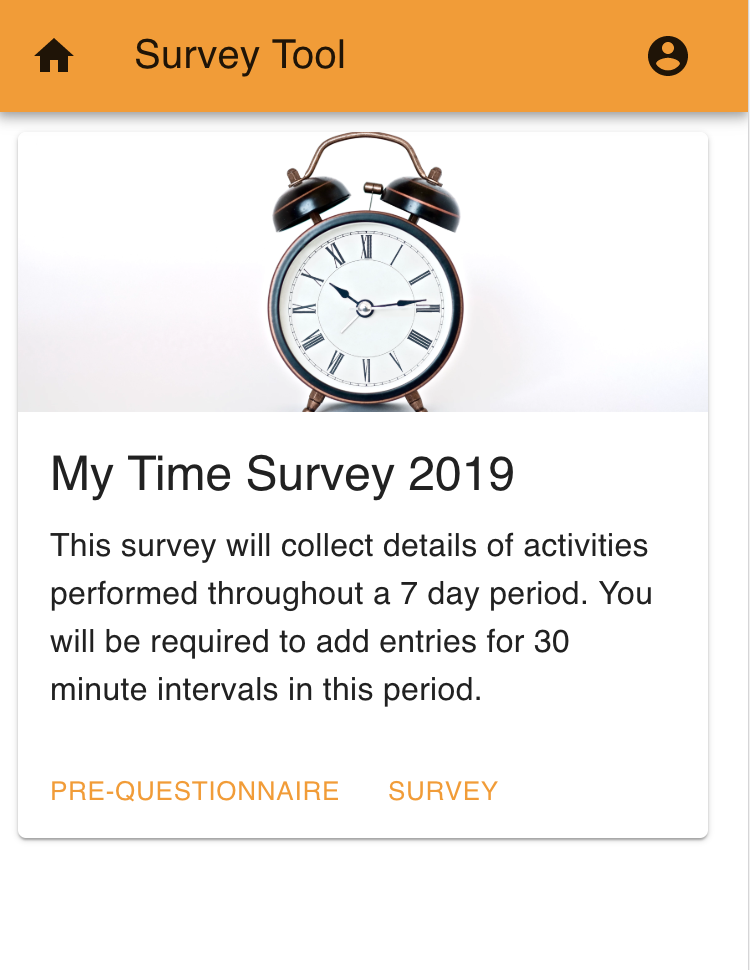 Survey Tool
My Time Survey 2019
This survey will collect details of activities
performed throughout a 7 day period. You
will be required to add entries for 30
minute intervals in this period.
PRE-QUESTIONNAIRE SURVEY